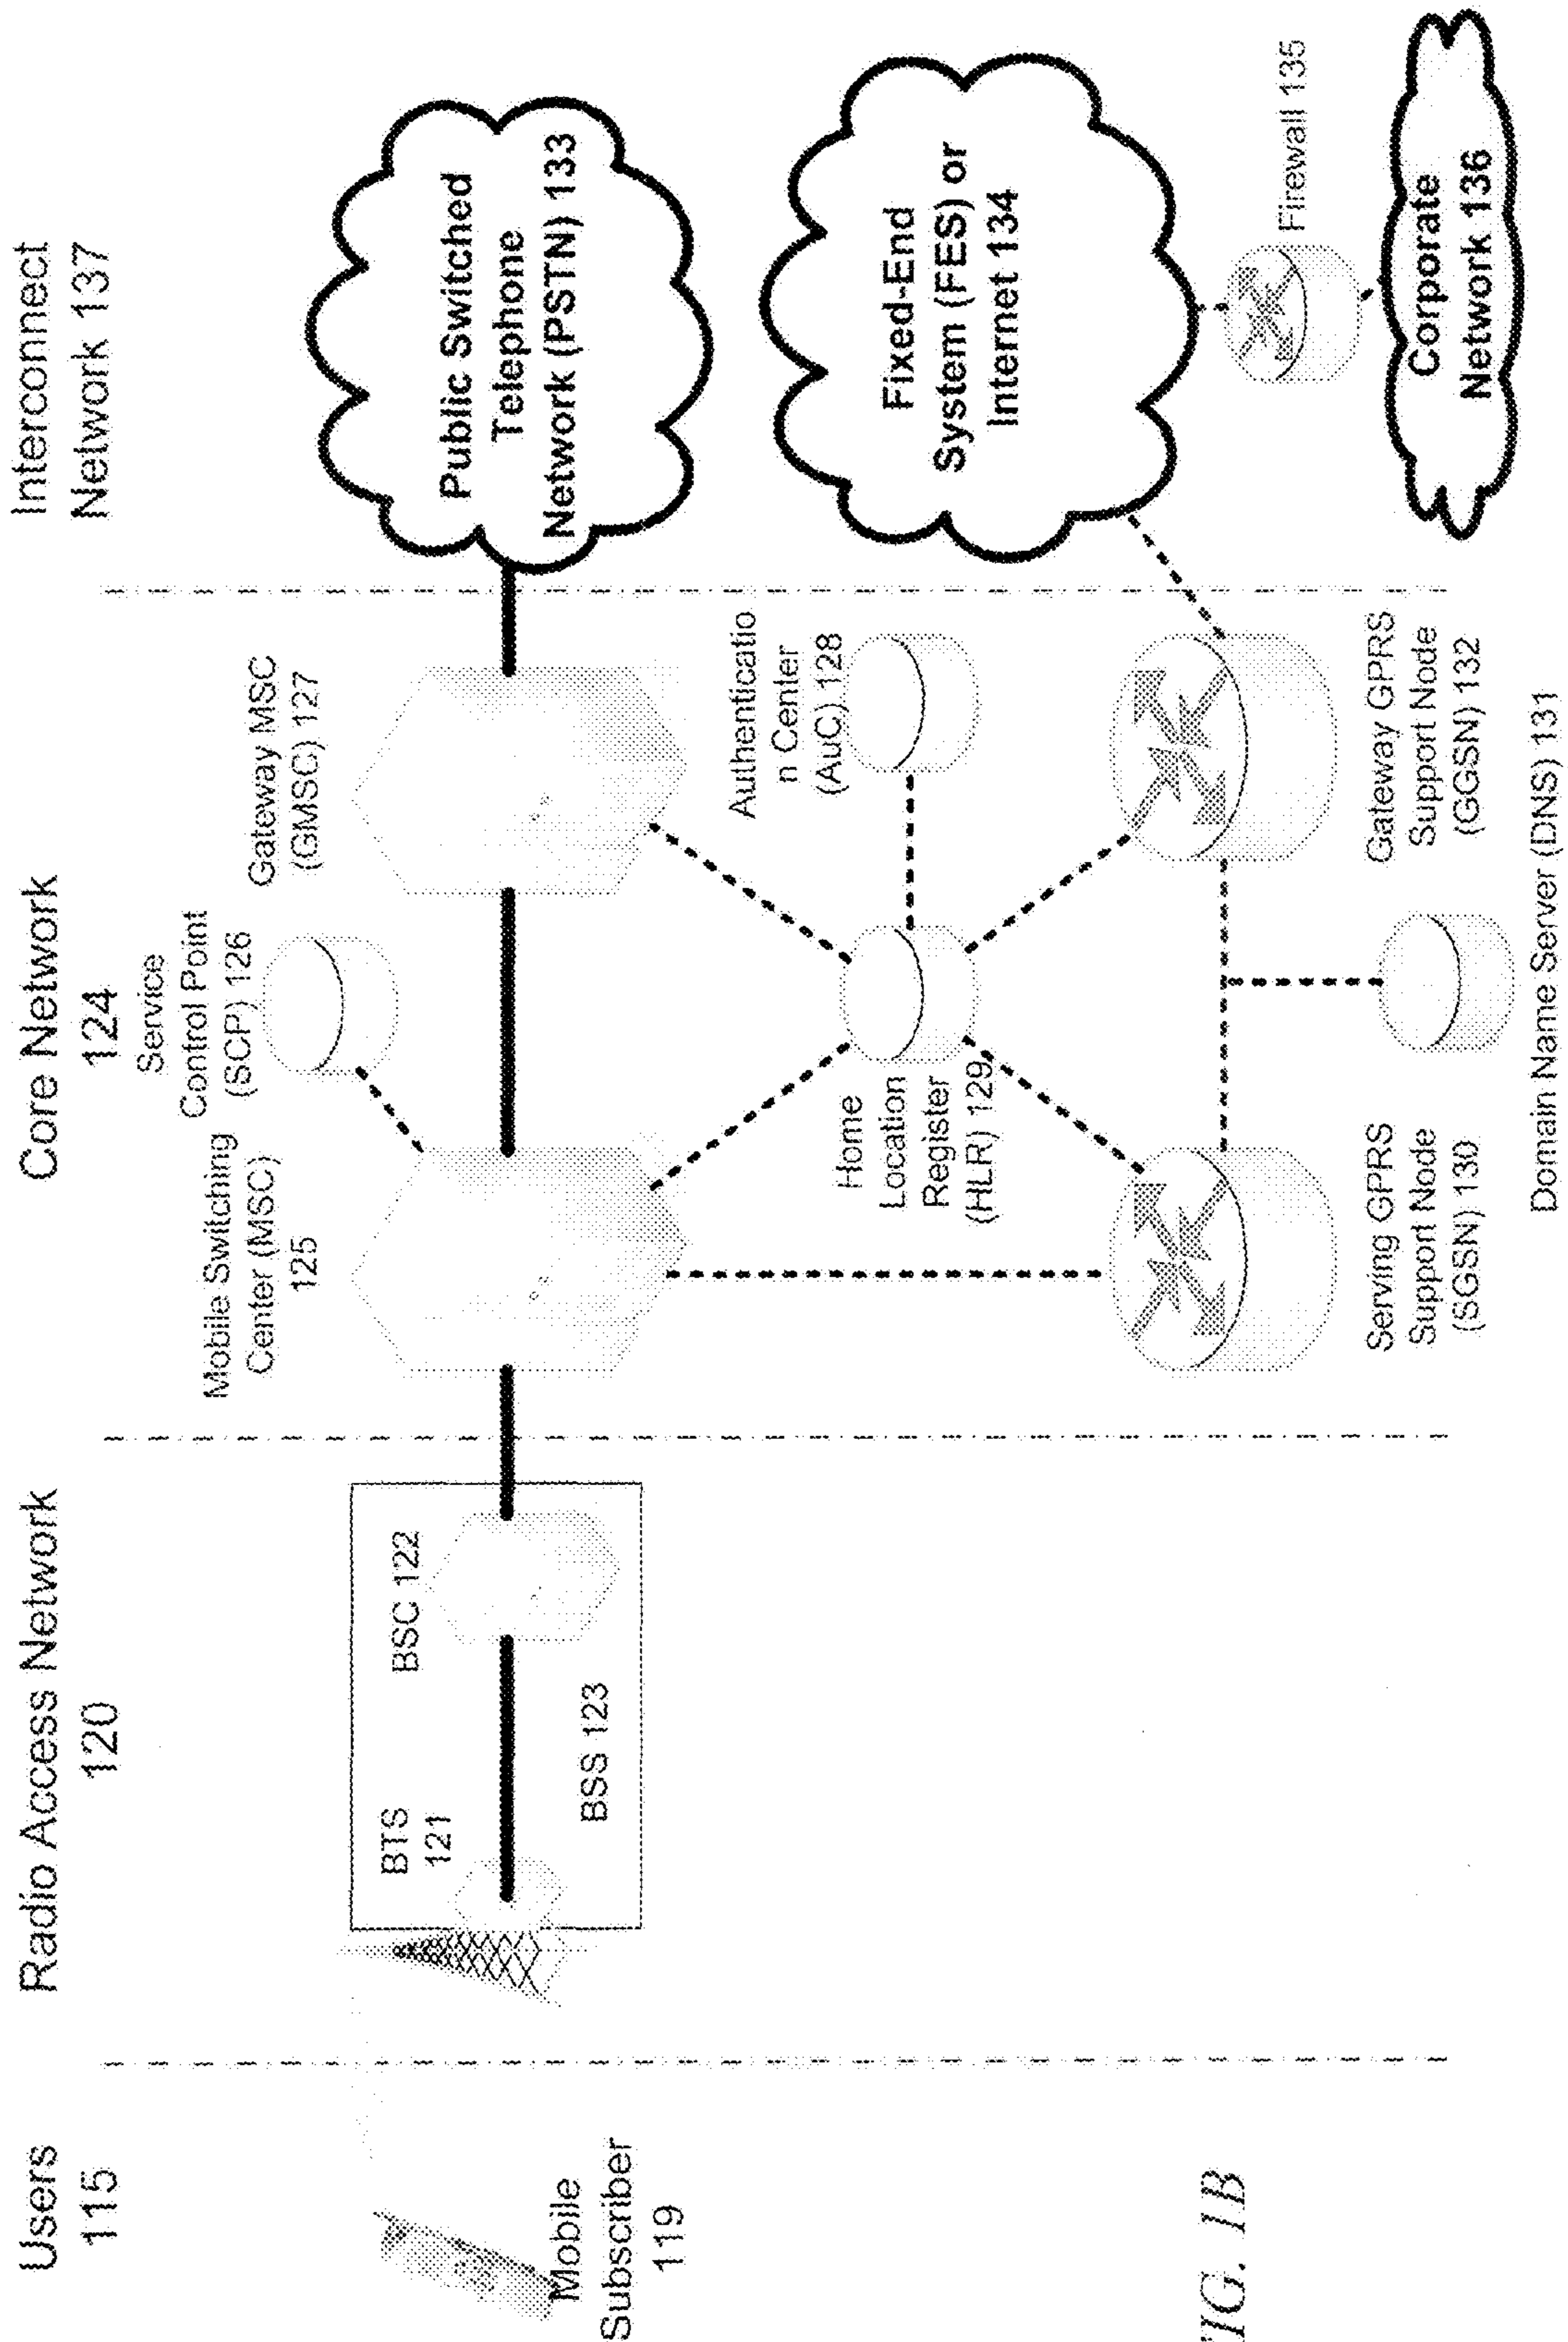 Users
115
Radio Access Network
120
Core Network
124
Interconnect
Network 137
Mobile
Subscriber
119
BTS
121
BSC 122
BSS 123
Mobile Switching
Center (MSC)
125
Service
Control Point
(SCP) 126
Gateway MSC
(GMSC) 127
Public Switched
Telephone
Network (PSTN) 133
Home
Location
Register
(HLR) 129
Authenticatio
n Center
(AuC) 128
Fixed-End
System (FES) or
Internet 134
Serving GPRS
Support Node
(SGSN) 130
Gateway GPRS
Support Node
(GGSN) 132
Firewall 135
Corporate
Network 136
Domain Name Server (DNS) 131
FIG. 1B